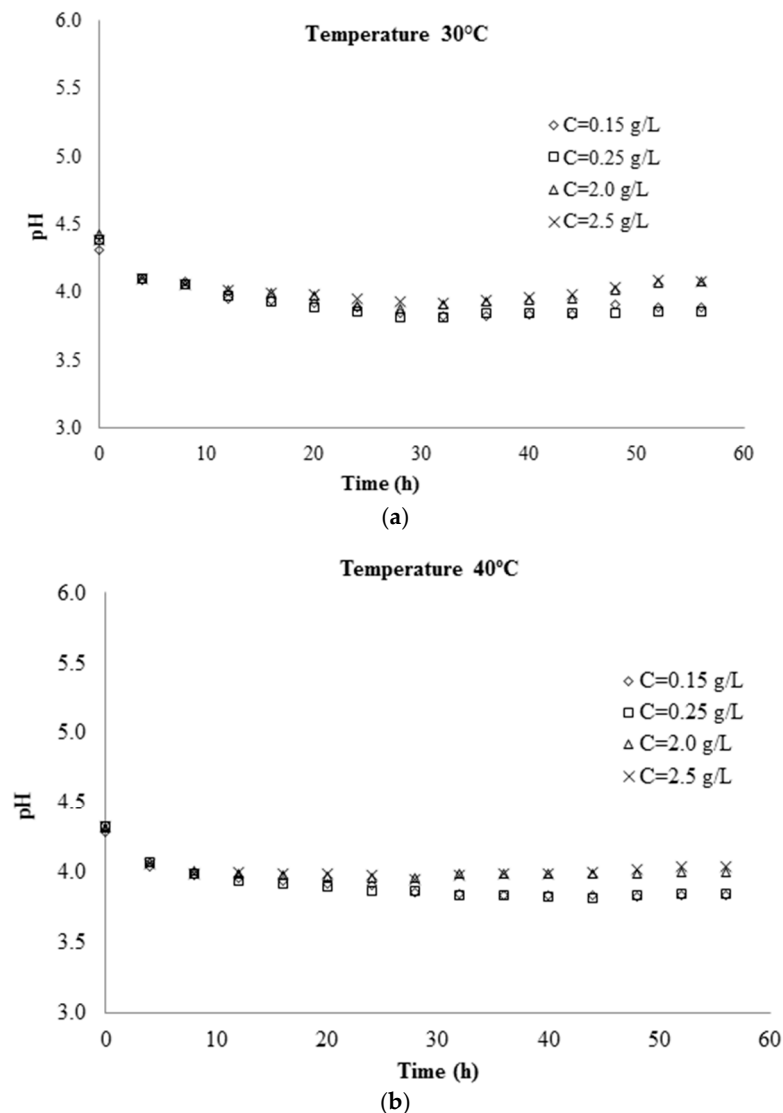 Temperature 30°C
6.0
5.5
5.0
4.5
4.0
3.5
3.0
pH
C=0.15 g/L
C=0.25 g/L
C=2.0 g/L
C=2.5 g/L
0 10 20 30 40 50 60
Time (h)
(a)
Temperature 40°C
6.0
5.5
5.0
4.5
4.0
3.5
3.0
pH
C=0.15 g/L
C=0.25 g/L
C=2.0 g/L
C=2.5 g/L
0 10 20 30 40 50 60
Time (h)
(b)